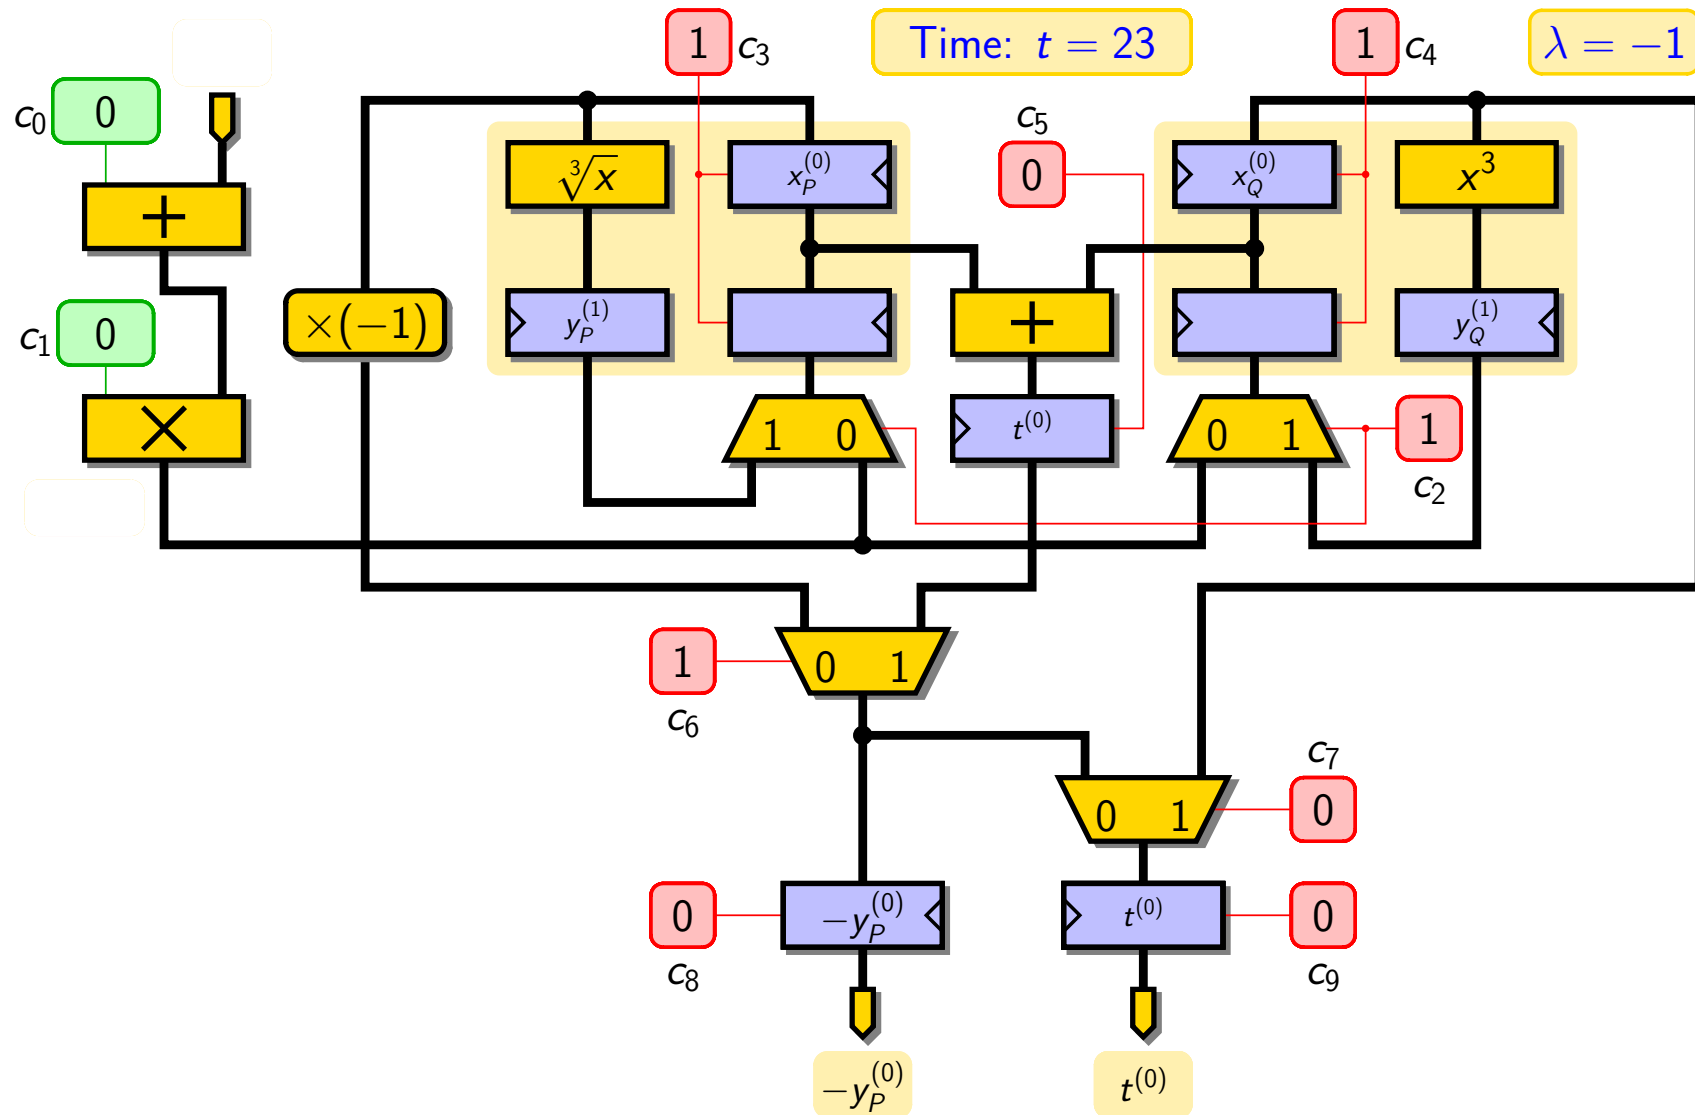 1 c₃ Time: t = 23 1 c₄ λ = −1
c₀ 0
c₅
0
∛x x_P^(0) x_Q^(0) x³
+
c₁ 0 ×(−1) y_P^(1) + y_Q^(1)
× 1 0 t^(0) 0 1 1
c₂
1 0 1
c₆
c₇
0 1 0
0 −y_P^(0) t^(0) 0
c₈ c₉
−y_P^(0) t^(0)